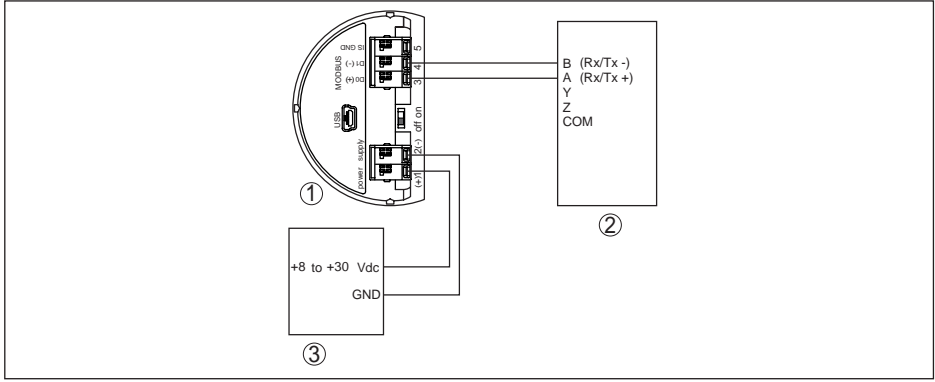 5
4
3
IS GND
D1 (-)
D0 (+)
MODBUS
USB
off on
power supply
2(-)
(+)1
1
B (Rx/Tx -)
A (Rx/Tx +)
Y
Z
COM
2
+8 to +30 Vdc
GND
3